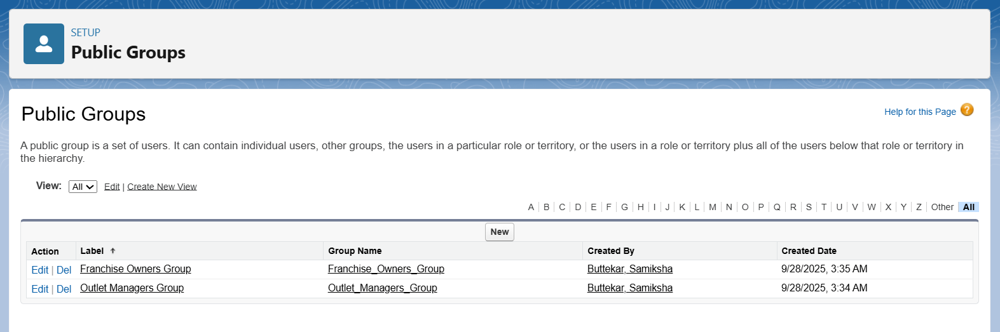 SETUP
Public Groups
Public Groups
Help for this Page ?
A public group is a set of users. It can contain individual users, other groups, the users in a particular role or territory, or the users in a role or territory plus all of the users below that role or territory in
the hierarchy.
View: All Edit | Create New View
A | B | C | D | E | F | G | H | I | J | K | L | M | N | O | P | Q | R | S | T | U | V | W | X | Y | Z | Other | All
New
Action Label ↑ Group Name Created By Created Date
Edit | Del Franchise Owners Group Franchise_Owners_Group Buttekar, Samiksha 9/28/2025, 3:35 AM
Edit | Del Outlet Managers Group Outlet_Managers_Group Buttekar, Samiksha 9/28/2025, 3:34 AM